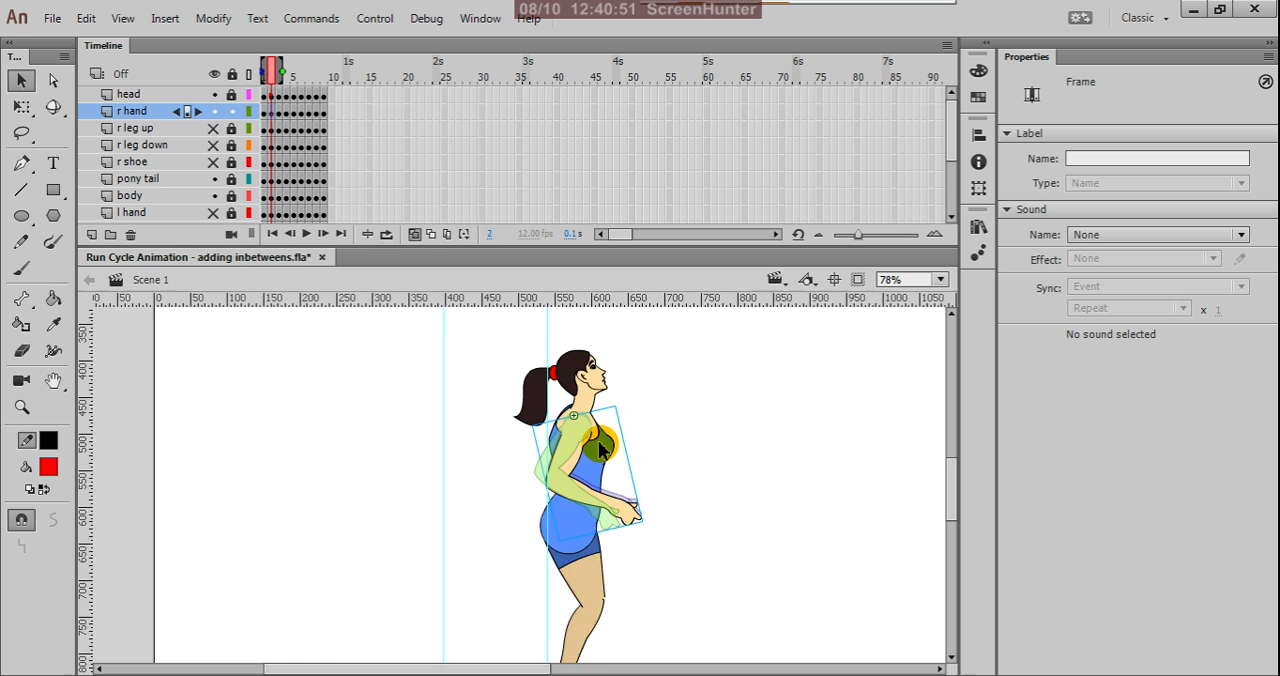 08/10 12:40:51 ScreenHunter
An File Edit View Insert Modify Text Commands Control Debug Window Help Classic
T... Timeline Properties
Off 1s 2s 3s 4s 5s 6s 7s
5 10 15 20 25 30 35 40 45 50 55 60 65 70 75 80 85 90
Frame
head
r hand
r leg up
r leg down
r shoe
pony tail
body
l hand
2 12.00 fps 0.1 s
Label
Name:
Type: Name
Sound
Name: None
Effect: None
Sync: Event
Repeat x 1
No sound selected
Run Cycle Animation - adding inbetweens.fla* ×
Scene 1 78%
50 0 50 100 150 200 250 300 350 400 450 500 550 600 650 700 750 800 850 900 950 1000 1050
350
400
450
500
550
600
650
700
750
800